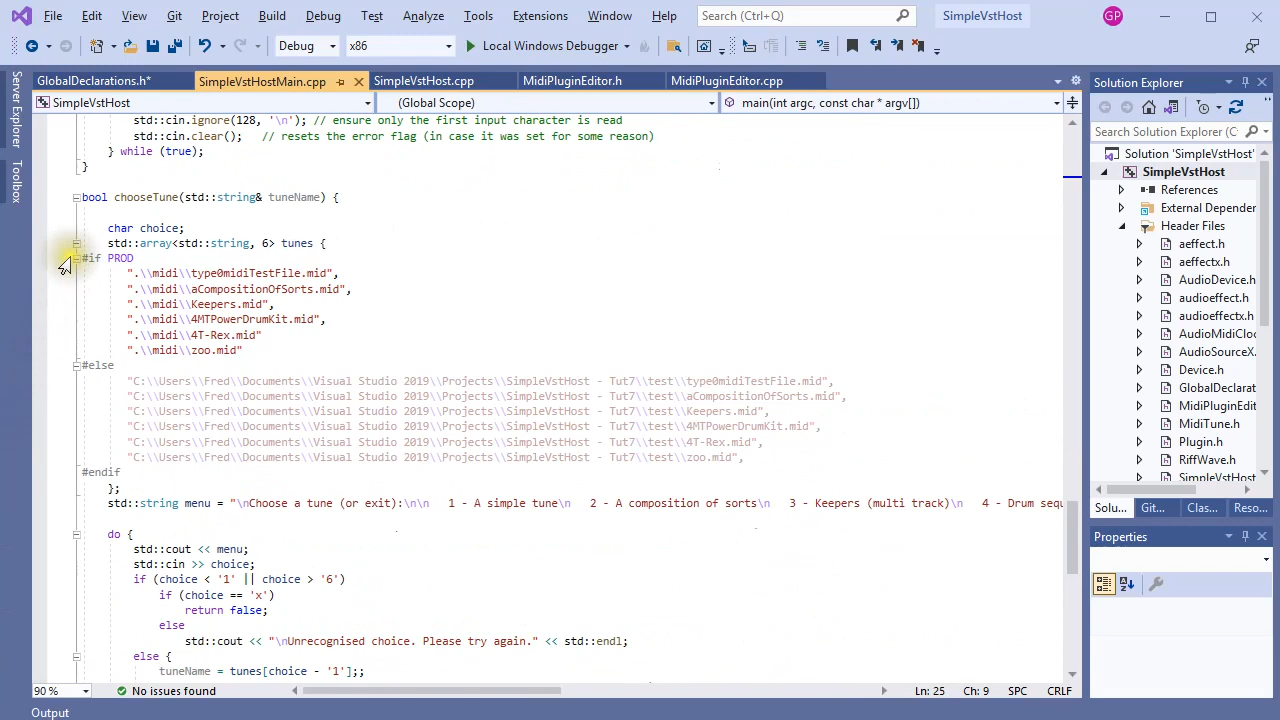 File Edit View Git Project Build Debug Test Analyze Tools Extensions Window Help Search (Ctrl+Q) SimpleVstHost GP
Debug x86 Local Windows Debugger
Server Explorer
Toolbox
GlobalDeclarations.h* SimpleVstHostMain.cpp SimpleVstHost.cpp MidiPluginEditor.h MidiPluginEditor.cpp
SimpleVstHost (Global Scope) main(int argc, const char * argv[])
std::cin.ignore(128, '\n'); // ensure only the first input character is read
std::cin.clear(); // resets the error flag (in case it was set for some reason)
} while (true);
}
bool chooseTune(std::string& tuneName) {
char choice;
std::array<std::string, 6> tunes {
#if PROD
".\\midi\\type0midiTestFile.mid",
".\\midi\\aCompositionOfSorts.mid",
".\\midi\\Keepers.mid",
".\\midi\\4MTPowerDrumKit.mid",
".\\midi\\4T-Rex.mid"
".\\midi\\zoo.mid"
#else
"C:\\Users\\Fred\\Documents\\Visual Studio 2019\\Projects\\SimpleVstHost - Tut7\\test\\type0midiTestFile.mid",
"C:\\Users\\Fred\\Documents\\Visual Studio 2019\\Projects\\SimpleVstHost - Tut7\\test\\aCompositionOfSorts.mid",
"C:\\Users\\Fred\\Documents\\Visual Studio 2019\\Projects\\SimpleVstHost - Tut7\\test\\Keepers.mid",
"C:\\Users\\Fred\\Documents\\Visual Studio 2019\\Projects\\SimpleVstHost - Tut7\\test\\4MTPowerDrumKit.mid",
"C:\\Users\\Fred\\Documents\\Visual Studio 2019\\Projects\\SimpleVstHost - Tut7\\test\\4T-Rex.mid",
"C:\\Users\\Fred\\Documents\\Visual Studio 2019\\Projects\\SimpleVstHost - Tut7\\test\\zoo.mid",
#endif
};
std::string menu = "\nChoose a tune (or exit):\n\n 1 - A simple tune\n 2 - A composition of sorts\n 3 - Keepers (multi track)\n 4 - Drum sequ
do {
std::cout << menu;
std::cin >> choice;
if (choice < '1' || choice > '6')
if (choice == 'x')
return false;
else
std::cout << "\nUnrecognised choice. Please try again." << std::endl;
else {
tuneName = tunes[choice - '1'];;
90 % No issues found Ln: 25 Ch: 9 SPC CRLF
Output
Solution Explorer
Search Solution Explorer (
Solution 'SimpleVstHost'
SimpleVstHost
References
External Depender
Header Files
aeffect.h
aeffectx.h
AudioDevice.h
audioeffect.h
audioeffectx.h
AudioMidiClo
AudioSourceX.
Device.h
GlobalDeclarat
MidiPluginEdit
Plugin.h
RiffWave.h
SimpleVstHost
Solu... Git... Clas... Reso...
Properties